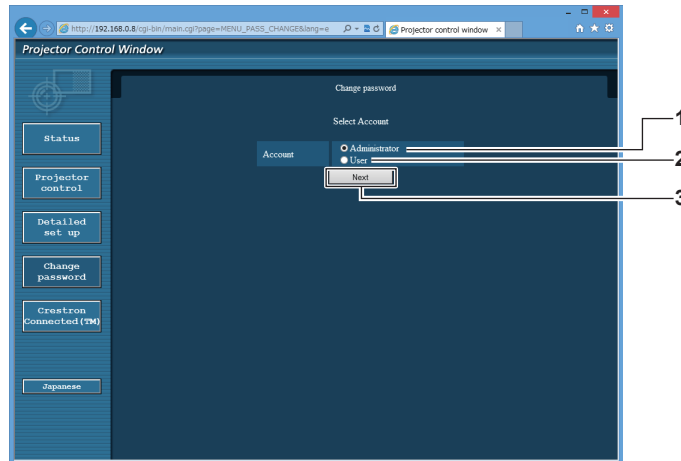 http://192.168.0.8/cgi-bin/main.cgi?page=MENU_PASS_CHANGE&lang=e
Projector control window
Projector Control Window
Change password
Select Account
1
Account
Administrator
User
2
Next
3
Status
Projector
control
Detailed
set up
Change
password
Crestron
Connected(TM)
Japanese